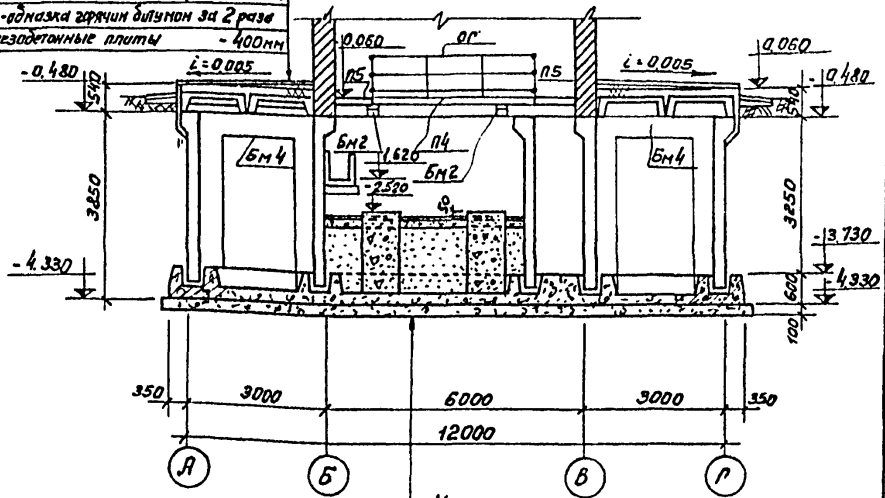 -обмазка горячим битумом за 2 раза
незобетонные плиты -400мм
0.060 ОГ
i=0.005 i=0.005 0.060
-0.480 П5 П5 -0.480
540 540
Бм2 -1.620 П4
Бм4 Бм2 Бм4
-2.520
3850 3250
-3.730
-4.330 600 4.330
100
350 3000 6000 3000 350
12000
А Б В Г